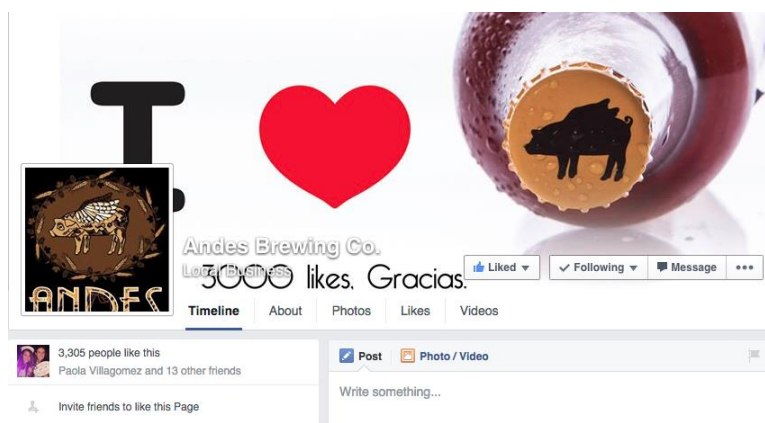 I
ANDES
Andes Brewing Co.
Local Business
3000 likes. Gracias.
Liked
Following
Message
Timeline
About
Photos
Likes
Videos
3,305 people like this
Paola Villagomez and 13 other friends
Invite friends to like this Page
Post
Photo / Video
Write something...